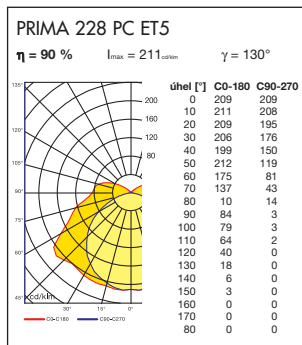 PRIMA 228 PC ET5
η = 90 % Imax = 211 cd/klm γ = 130°
135°
120°
105°
90°
75°
60°
45°
30°
15°
0°
200
160
120
80
cd/klm
C0-C180 C90-C270
úhel [°] C0-180 C90-270
0 209 209
10 211 208
20 209 195
30 206 176
40 199 150
50 212 119
60 175 81
70 137 43
80 10 14
90 84 3
100 79 3
110 64 2
120 40 0
130 18 0
140 6 0
150 3 0
160 0 0
170 0 0
80 0 0